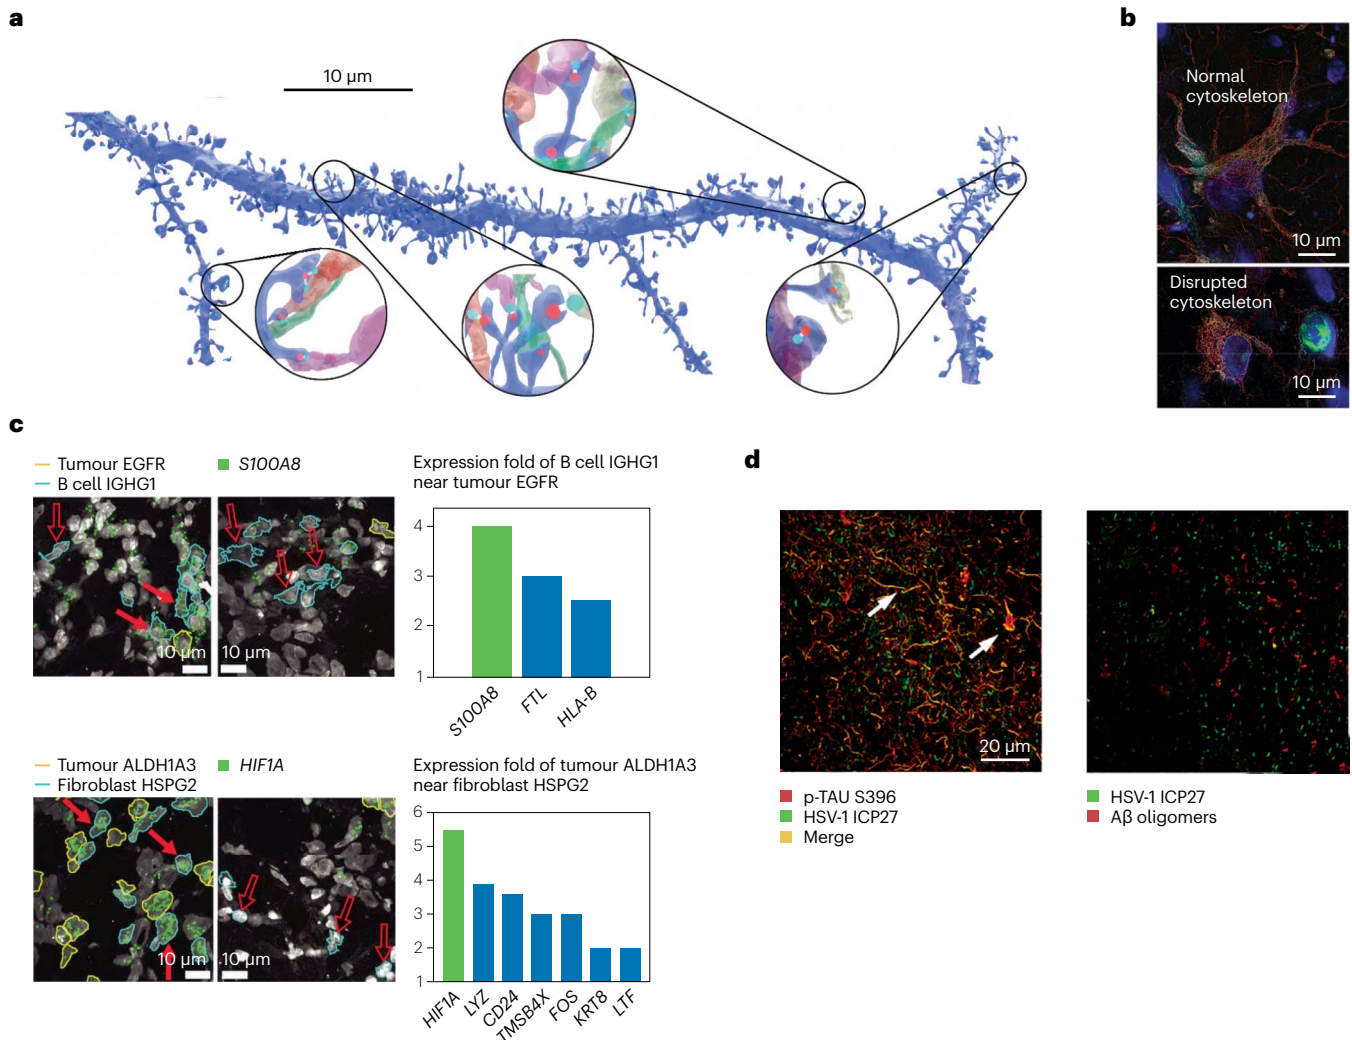 a
10 µm
b
Normal
cytoskeleton
10 µm
Disrupted
cytoskeleton
10 µm
c
Tumour EGFR
B cell IGHG1
S100A8
10 µm
10 µm
Expression fold of B cell IGHG1
near tumour EGFR
4
3
2
1
S100A8
FTL
HLA-B
Tumour ALDH1A3
Fibroblast HSPG2
HIF1A
10 µm
10 µm
Expression fold of tumour ALDH1A3
near fibroblast HSPG2
6
5
4
3
2
1
HIF1A
LYZ
CD24
TMSB4X
FOS
KRT8
LTF
d
20 µm
p-TAU S396
HSV-1 ICP27
Merge
HSV-1 ICP27
Aβ oligomers